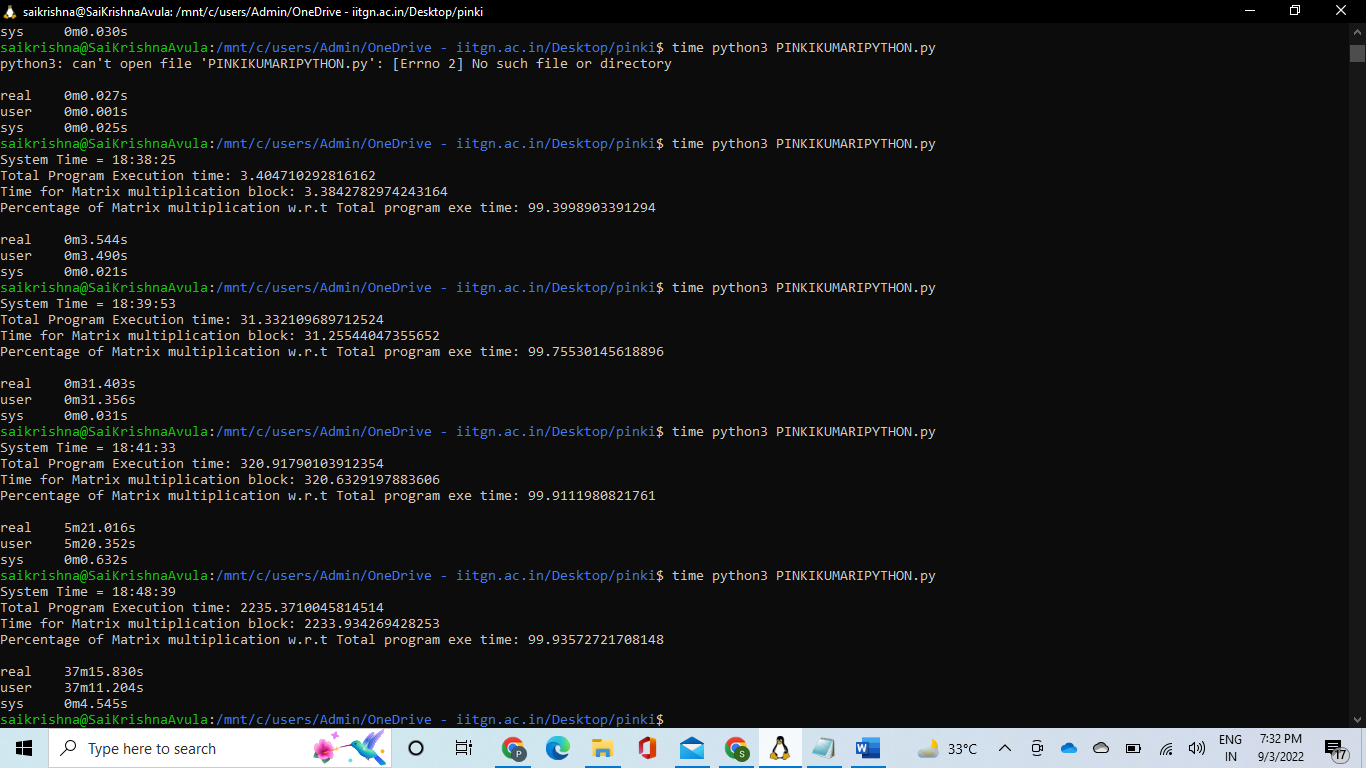 saikrishna@SaiKrishnaAvula: /mnt/c/users/Admin/OneDrive - iitgn.ac.in/Desktop/pinki
sys     0m0.030s
saikrishna@SaiKrishnaAvula:/mnt/c/users/Admin/OneDrive - iitgn.ac.in/Desktop/pinki$ time python3 PINKIKUMARIPYTHON.py
python3: can't open file 'PINKIKUMARIPYTHON.py': [Errno 2] No such file or directory
real    0m0.027s
user    0m0.001s
sys     0m0.025s
saikrishna@SaiKrishnaAvula:/mnt/c/users/Admin/OneDrive - iitgn.ac.in/Desktop/pinki$ time python3 PINKIKUMARIPYTHON.py
System Time = 18:38:25
Total Program Execution time: 3.404710292816162
Time for Matrix multiplication block: 3.3842782974243164
Percentage of Matrix multiplication w.r.t Total program exe time: 99.3998903391294
real    0m3.544s
user    0m3.490s
sys     0m0.021s
saikrishna@SaiKrishnaAvula:/mnt/c/users/Admin/OneDrive - iitgn.ac.in/Desktop/pinki$ time python3 PINKIKUMARIPYTHON.py
System Time = 18:39:53
Total Program Execution time: 31.332109689712524
Time for Matrix multiplication block: 31.25544047355652
Percentage of Matrix multiplication w.r.t Total program exe time: 99.75530145618896
real    0m31.403s
user    0m31.356s
sys     0m0.031s
saikrishna@SaiKrishnaAvula:/mnt/c/users/Admin/OneDrive - iitgn.ac.in/Desktop/pinki$ time python3 PINKIKUMARIPYTHON.py
System Time = 18:41:33
Total Program Execution time: 320.91790103912354
Time for Matrix multiplication block: 320.6329197883606
Percentage of Matrix multiplication w.r.t Total program exe time: 99.9111980821761
real    5m21.016s
user    5m20.352s
sys     0m0.632s
saikrishna@SaiKrishnaAvula:/mnt/c/users/Admin/OneDrive - iitgn.ac.in/Desktop/pinki$ time python3 PINKIKUMARIPYTHON.py
System Time = 18:48:39
Total Program Execution time: 2235.3710045814514
Time for Matrix multiplication block: 2233.934269428253
Percentage of Matrix multiplication w.r.t Total program exe time: 99.93572721708148
real    37m15.830s
user    37m11.204s
sys     0m4.545s
saikrishna@SaiKrishnaAvula:/mnt/c/users/Admin/OneDrive - iitgn.ac.in/Desktop/pinki$
Type here to search
33°C
ENG
IN
7:32 PM
9/3/2022
17